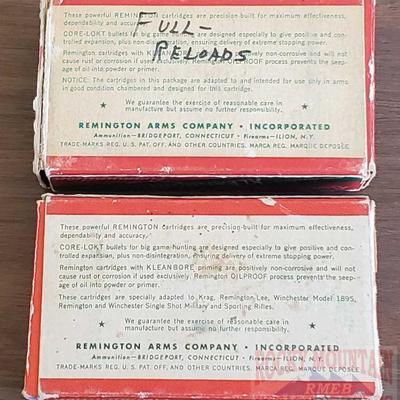 These powerful REMINGTON cartridges are precision-built for maximum effectiveness,
dependability and accuracy.
FULL-
RELOADS
CORE-LOKT bullets for big game hunting are designed especially to give positive and
controlled expansion, plus non-disintegration, ensuring delivery of extreme stopping power.
Remington cartridges with positively non-corrosive and will not
cause rust or corrosion if used exclusively. Remington OILPROOF process prevents the
seepage of oil into powder or primer.
NOTICE: The cartridges in this package are adapted to and intended for use only in arms
in good condition chambered and designed for this cartridge.
We guarantee the exercise of reasonable care in
manufacture but assume no further responsibility.
REMINGTON ARMS COMPANY • INCORPORATED
Ammunition—BRIDGEPORT, CONNECTICUT • Firearms—ILION, N.Y.
TRADE-MARKS REG. U. S. PAT. OFF. AND OTHER COUNTRIES. MARCA REG. MARQUE DEPOSÉE
These powerful REMINGTON cartridges are precision-built for maximum effectiveness,
dependability and accuracy.
CORE-LOKT bullets for big game hunting are designed especially to give positive and con-
trolled expansion, plus non-disintegration, ensuring delivery of extreme stopping power.
Remington cartridges with KLEANBORE priming are positively non-corrosive and will not
cause rust or corrosion if used exclusively. Remington OILPROOF process prevents the seep-
age of oil into powder or primer.
These cartridges are specially adapted to Krag, Remington-Lee, Winchester Model 1895,
Remington and Winchester Single Shot Military and Sporting Rifles.
We guarantee the exercise of reasonable care in
manufacture but assume no further responsibility.
REMINGTON ARMS COMPANY • INCORPORATED
Ammunition—BRIDGEPORT, CONNECTICUT • Firearms—ILION, N.Y.
TRADE-MARKS REG. U. S. PAT. OFF. AND OTHER COUNTRIES. MARCA REG. MARQUE DEPOSÉE
ROCKY MOUNTAIN
RMEB